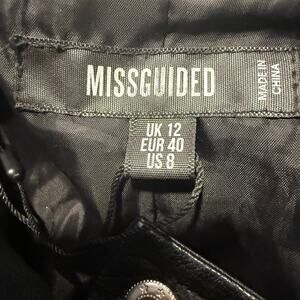 MISSGUIDED
MADE IN
CHINA
UK 12
EUR 40
US 8